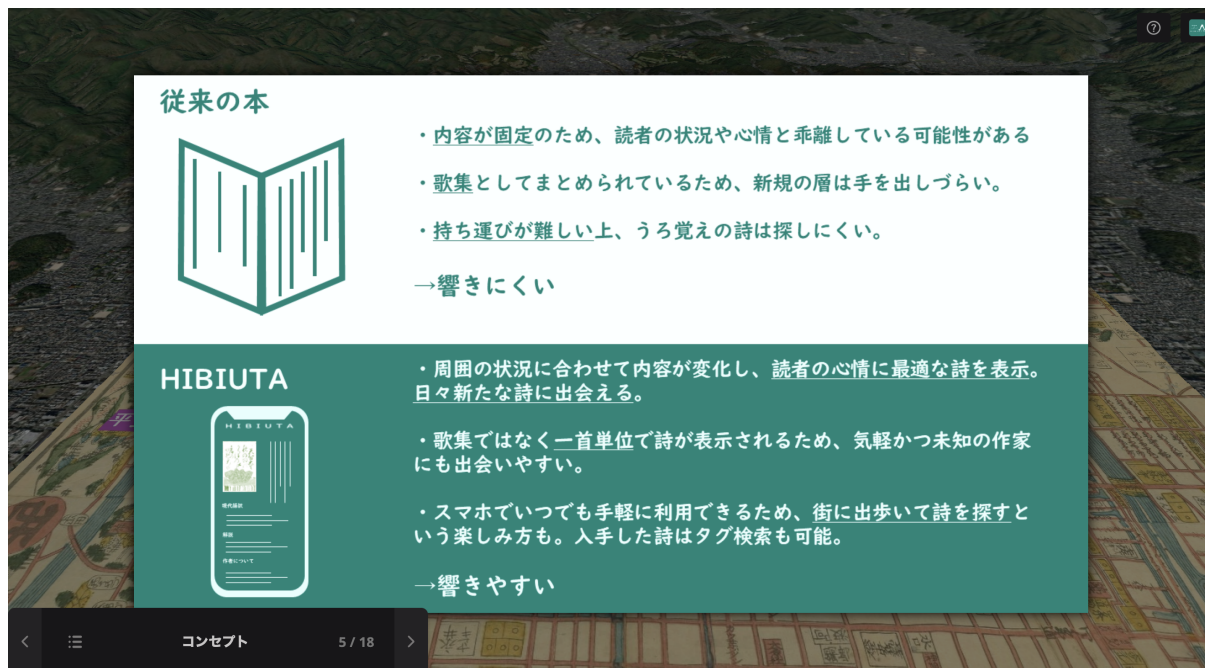 従来の本
・内容が固定のため、読者の状況や心情と乖離している可能性がある
・歌集としてまとめられているため、新規の層は手を出しづらい。
・持ち運びが難しい上、うろ覚えの詩は探しにくい。
→響きにくい
HIBIUTA
HIBIUTA
現代語訳
解説
作者について
・周囲の状況に合わせて内容が変化し、読者の心情に最適な詩を表示。
日々新たな詩に出会える。
・歌集ではなく一首単位で詩が表示されるため、気軽かつ未知の作家
にも出会いやすい。
・スマホでいつでも手軽に利用できるため、街に出歩いて詩を探すと
いう楽しみ方も。入手した詩はタグ検索も可能。
→響きやすい
コンセプト
5 / 18